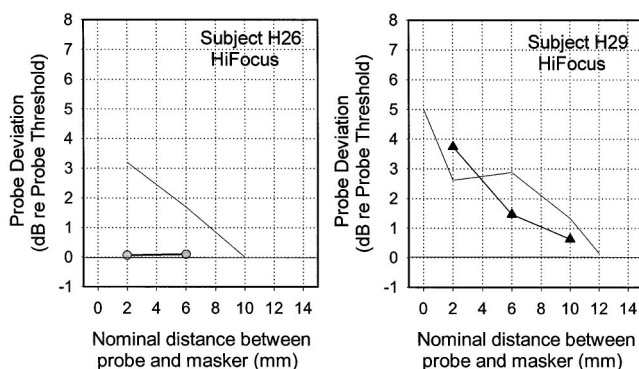 Subject H26
HiFocus
8
7
6
5
4
3
2
1
0
-1
Probe Deviation
(dB re Probe Threshold)
0 2 4 6 8 10 12 14
Nominal distance between
probe and masker (mm)
Subject H29
HiFocus
8
7
6
5
4
3
2
1
0
-1
Probe Deviation
(dB re Probe Threshold)
0 2 4 6 8 10 12 14
Nominal distance between
probe and masker (mm)